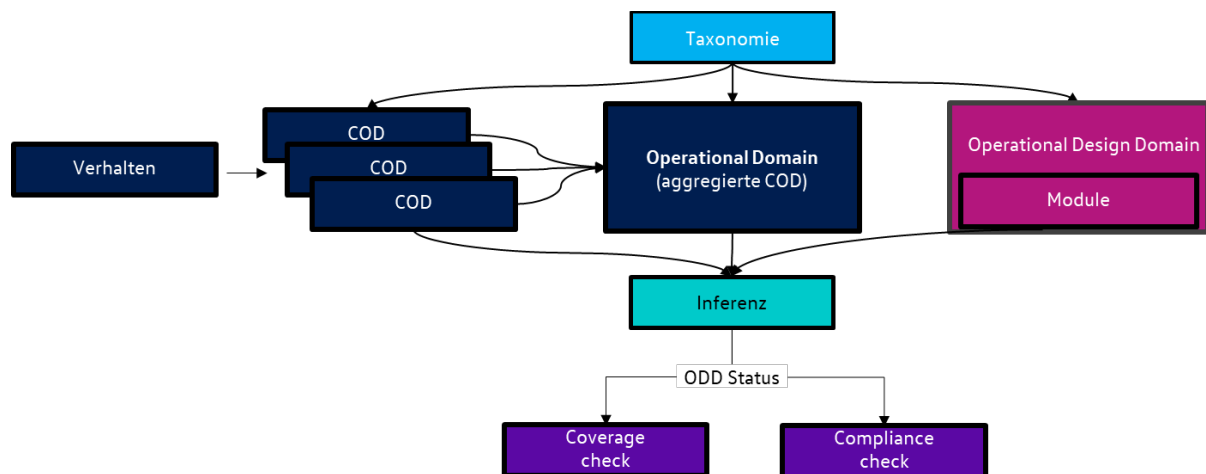 Taxonomie
Verhalten
COD
COD
COD
Operational Domain
(aggregierte COD)
Operational Design Domain
Module
Inferenz
ODD Status
Coverage
check
Compliance
check